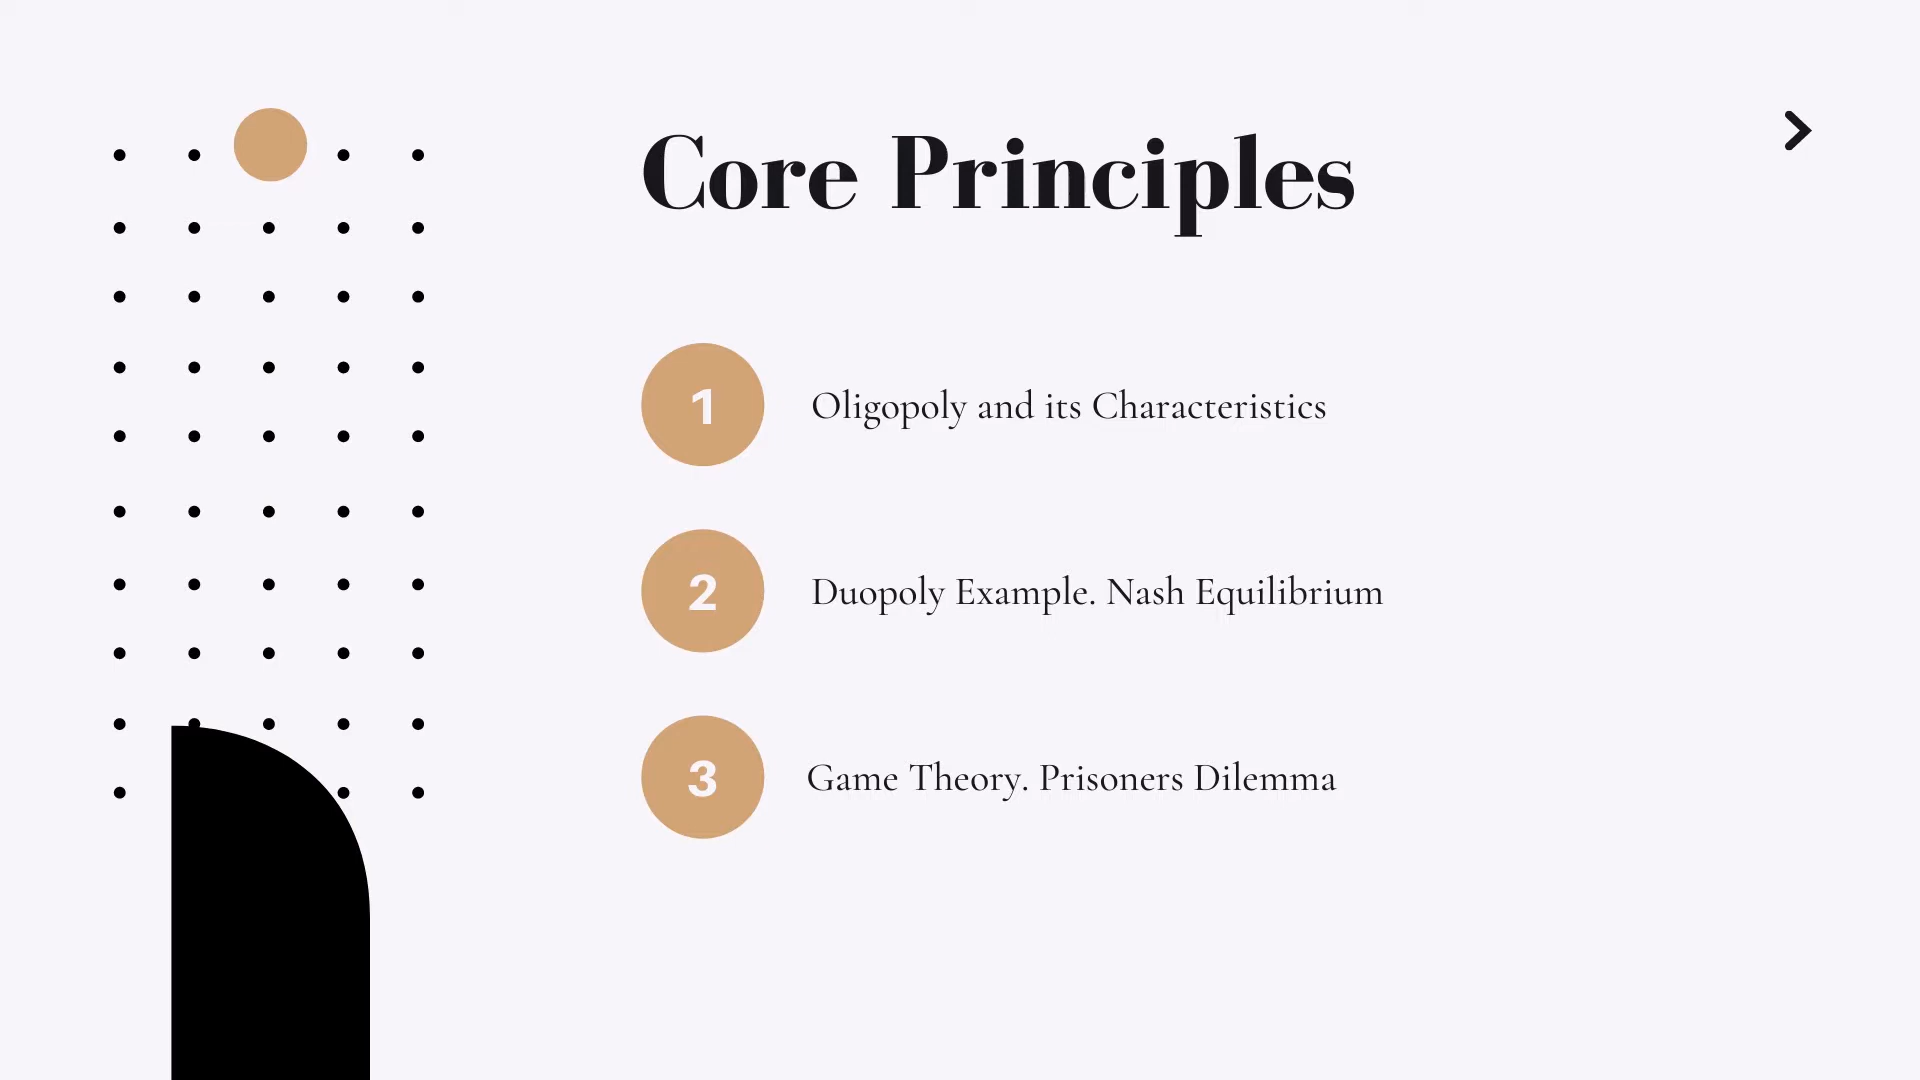 Core Principles
1 Oligopoly and its Characteristics
2 Duopoly Example. Nash Equilibrium
3 Game Theory. Prisoners Dilemma